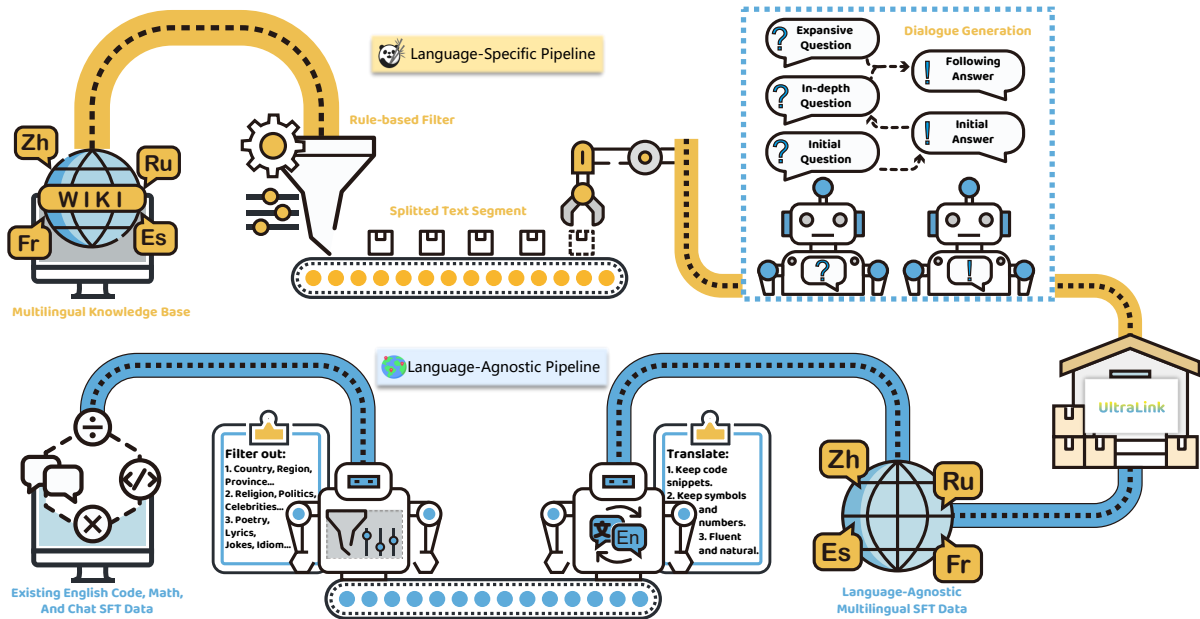 Language-Specific Pipeline
Zh
Ru
WIKI
Fr
Es
Multilingual Knowledge Base
Rule-based Filter
Splitted Text Segment
Dialogue Generation
? Expansive
Question
! Following
Answer
? In-depth
Question
! Initial
Answer
? Initial
Question
?
!
Language-Agnostic Pipeline
÷
</>
×
Existing English Code, Math,
And Chat SFT Data
Filter out:
1. Country, Region,
Province...
2. Religion, Politics,
Celebrities...
3. Poetry,
Lyrics,
Jokes, Idiom...
Translate:
1. Keep code
snippets.
2. Keep symbols
and
numbers.
3. Fluent
and natural.
文
En
Zh
Ru
Es
Fr
Language-Agnostic
Multilingual SFT Data
UltraLink